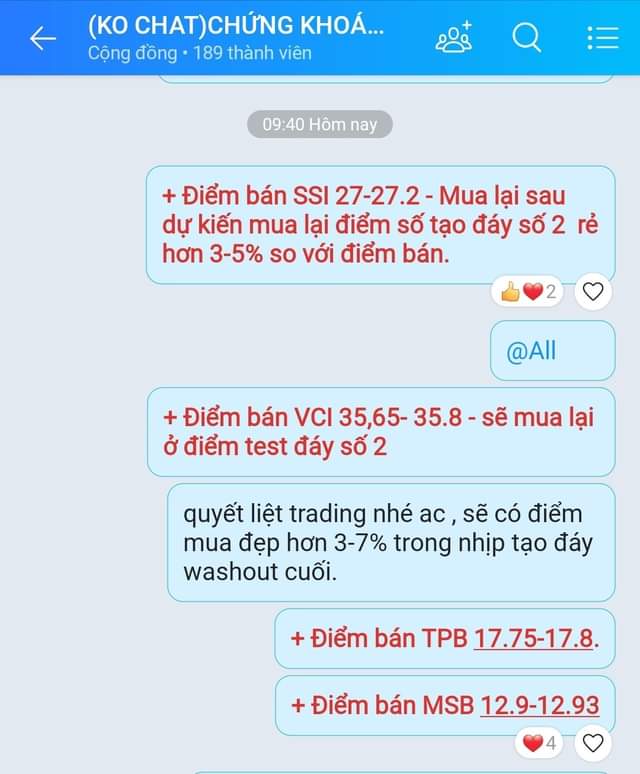 (KO CHAT)CHỨNG KHOÁ...
Cộng đồng • 189 thành viên
09:40 Hôm nay
+ Điểm bán SSI 27-27.2 - Mua lại sau
dự kiến mua lại điểm số tạo đáy số 2 rẻ
hơn 3-5% so với điểm bán.
2
@All
+ Điểm bán VCI 35,65- 35.8 - sẽ mua lại
ở điểm test đáy số 2
quyết liệt trading nhé ac , sẽ có điểm
mua đẹp hơn 3-7% trong nhịp tạo đáy
washout cuối.
+ Điểm bán TPB 17.75-17.8.
+ Điểm bán MSB 12.9-12.93
4